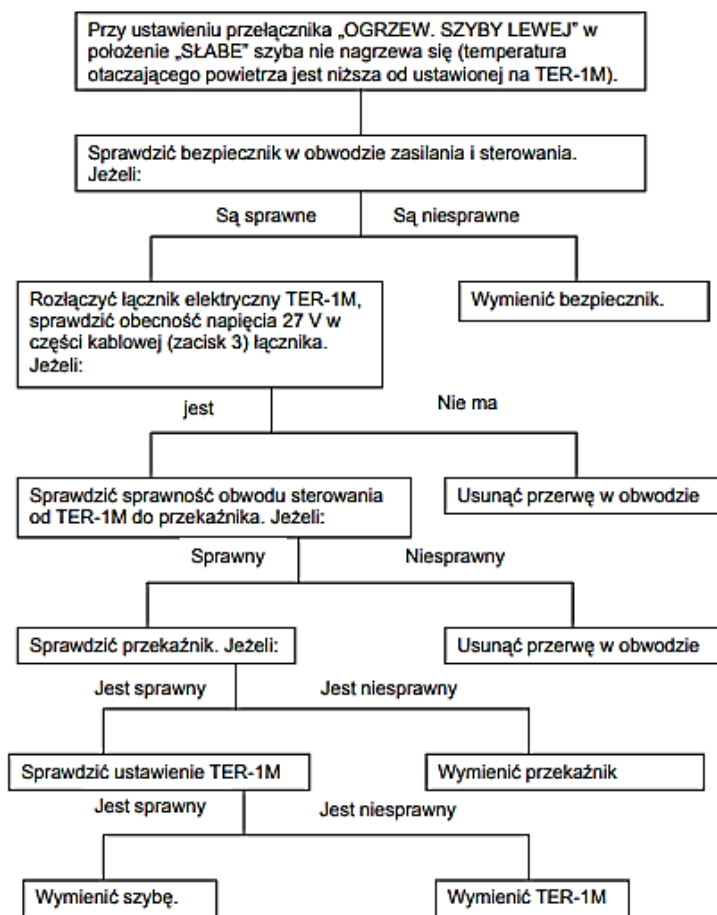 Przy ustawieniu przełącznika „OGRZEW. SZYBY LEWEJ” w
położenie „SŁABE” szyba nie nagrzewa się (temperatura
otaczającego powietrza jest niższa od ustawionej na TER-1M).
Sprawdzić bezpiecznik w obwodzie zasilania i sterowania.
Jeżeli:
Są sprawne
Są niesprawne
Rozłączyć łącznik elektryczny TER-1M,
sprawdzić obecność napięcia 27 V w
części kablowej (zacisk 3) łącznika.
Jeżeli:
Wymienić bezpiecznik.
jest
Nie ma
Sprawdzić sprawność obwodu sterowania
od TER-1M do przekaźnika. Jeżeli:
Usunąć przerwę w obwodzie
Sprawny
Niesprawny
Sprawdzić przekaźnik. Jeżeli:
Usunąć przerwę w obwodzie
Jest sprawny
Jest niesprawny
Sprawdzić ustawienie TER-1M
Wymienić przekaźnik
Jest sprawny
Jest niesprawny
Wymienić szybę.
Wymienić TER-1M